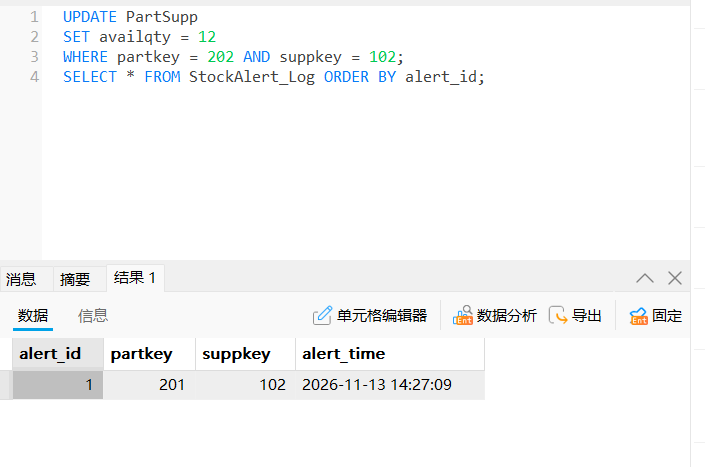 1 UPDATE PartSupp
2 SET availqty = 12
3 WHERE partkey = 202 AND suppkey = 102;
4 SELECT * FROM StockAlert_Log ORDER BY alert_id;
消息 摘要 结果 1
数据 信息 单元格编辑器 Ent 数据分析 导出 Ent 固定
alert_id partkey suppkey alert_time
1 201 102 2026-11-13 14:27:09